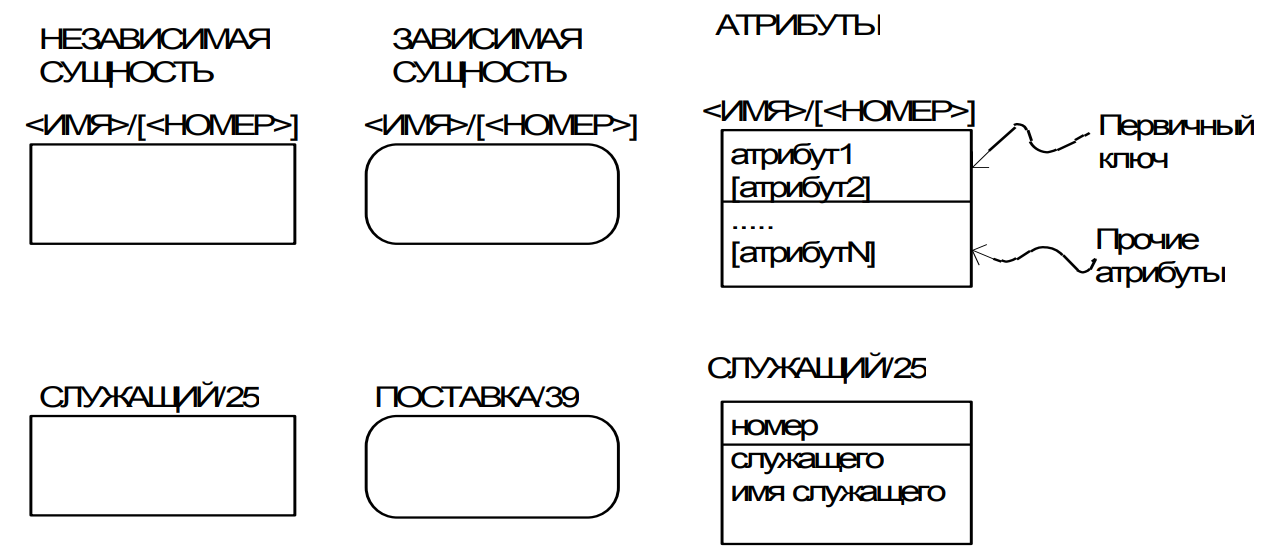 НЕЗАВИСИМАЯ
СУЩНОСТЬ
<ИМЯ>/[<НОМЕР>]
ЗАВИСИМАЯ
СУЩНОСТЬ
<ИМЯ>/[<НОМЕР>]
АТРИБУТЫ
<ИМЯ>/[<НОМЕР>]
атрибут1
[атрибут2]
.....
[атрибутN]
Первичный
ключ
Прочие
атрибуты
СЛУЖАЩИЙ/25
ПОСТАВКА/39
СЛУЖАЩИЙ/25
номер
служащего
имя служащего